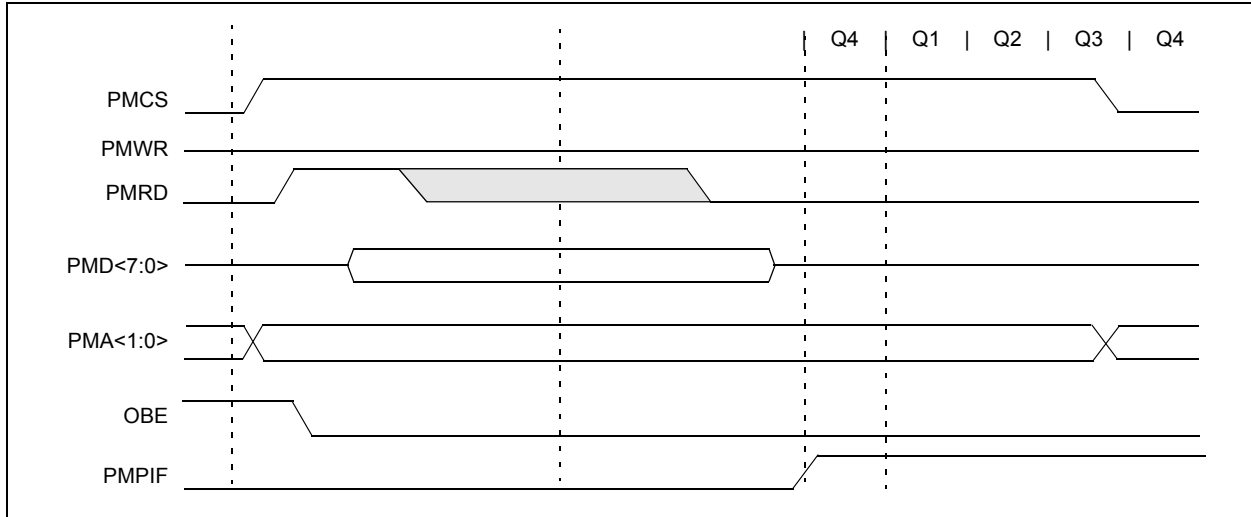 | Q4 | Q1 | Q2 | Q3 | Q4
PMCS
PMWR
PMRD
PMD<7:0>
PMA<1:0>
OBE
PMPIF